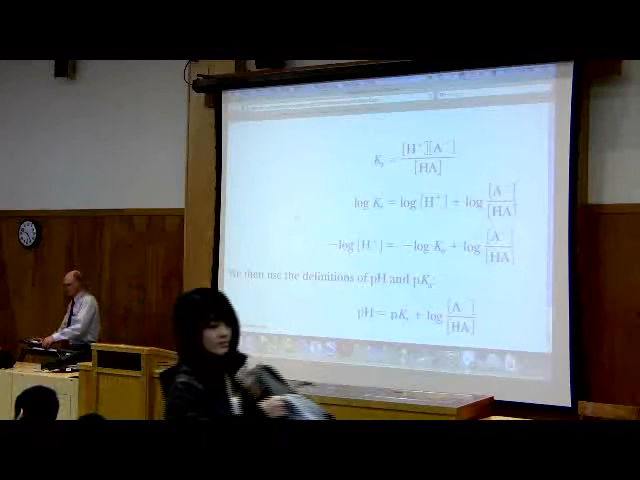 Kₐ = [H⁺][A⁻] / [HA]
log Kₐ = log [H⁺] + log [A⁻] / [HA]
−log [H⁺] = −log Kₐ + log [A⁻] / [HA]
We then use the definitions of pH and pKₐ:
pH = pKₐ + log [A⁻] / [HA]